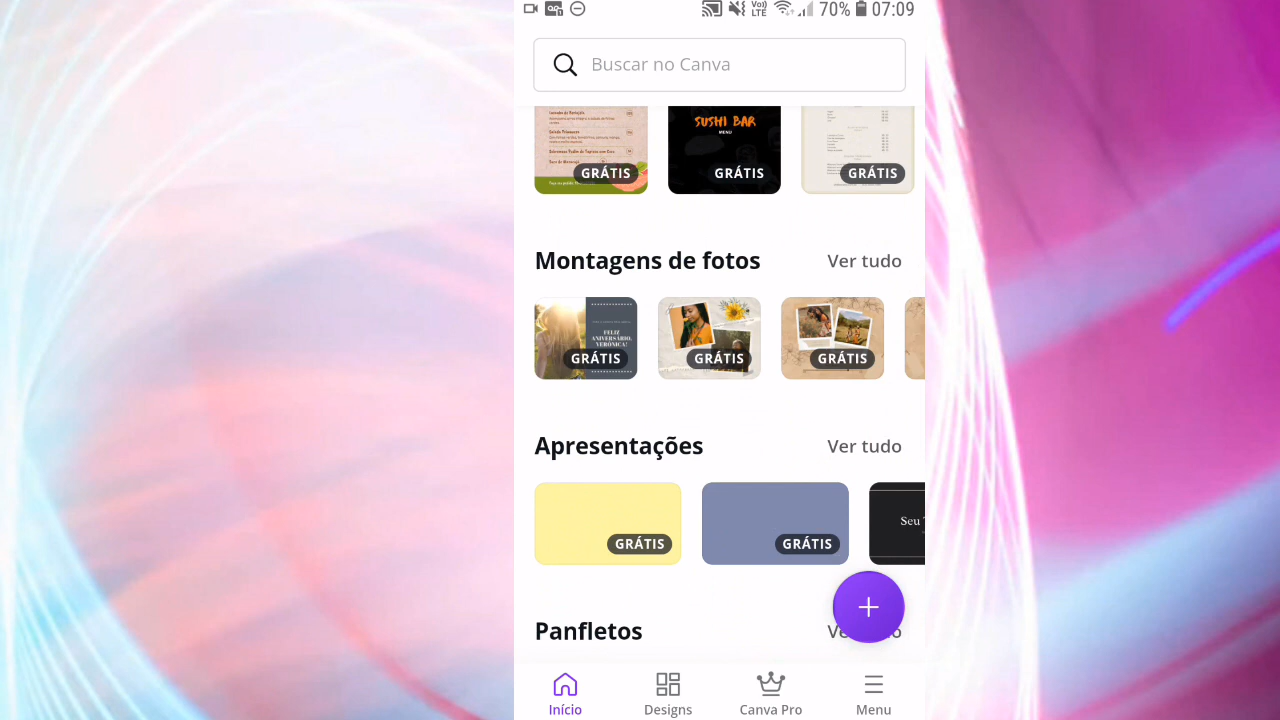 70% 07:09
Buscar no Canva
SUSHI BAR
MENU
GRÁTIS
GRÁTIS
GRÁTIS
Montagens de fotos
Ver tudo
FELIZ
ANIVERSÁRIO,
VERÔNICA!
GRÁTIS
GRÁTIS
GRÁTIS
Apresentações
Ver tudo
GRÁTIS
GRÁTIS
Seu
Panfletos
Início
Designs
Canva Pro
Menu